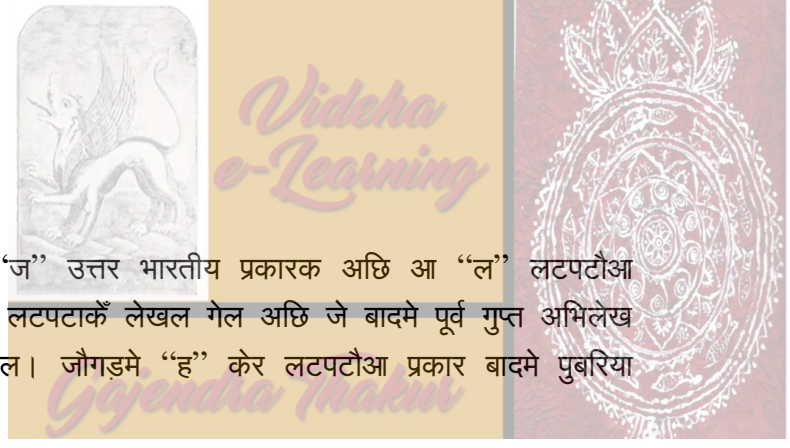 Videha
e-Learning
‘ज’’ उत्तर भारतीय प्रकारक अछि आ ‘‘ल’’ लटपटौआ
लटपटाकेँ लेखल गेल अछि जे बादमे पूर्व गुप्त अभिलेख
ल। जौगड़मे ‘‘ह’’ केर लटपटौआ प्रकार बादमे पुबरिया
Gajendra Thakur